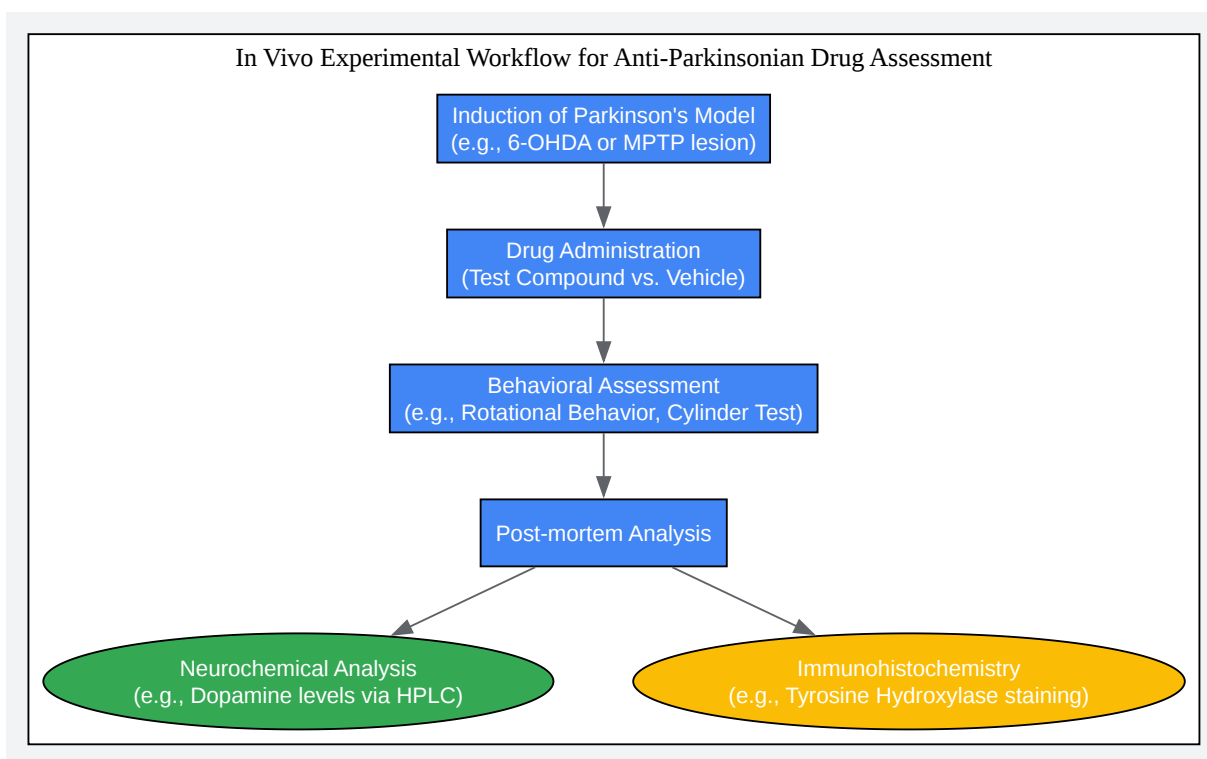 In Vivo Experimental Workflow for Anti-Parkinsonian Drug Assessment
Induction of Parkinson's Model
(e.g., 6-OHDA or MPTP lesion)
Drug Administration
(Test Compound vs. Vehicle)
Behavioral Assessment
(e.g., Rotational Behavior, Cylinder Test)
Post-mortem Analysis
Neurochemical Analysis
(e.g., Dopamine levels via HPLC)
Immunohistochemistry
(e.g., Tyrosine Hydroxylase staining)